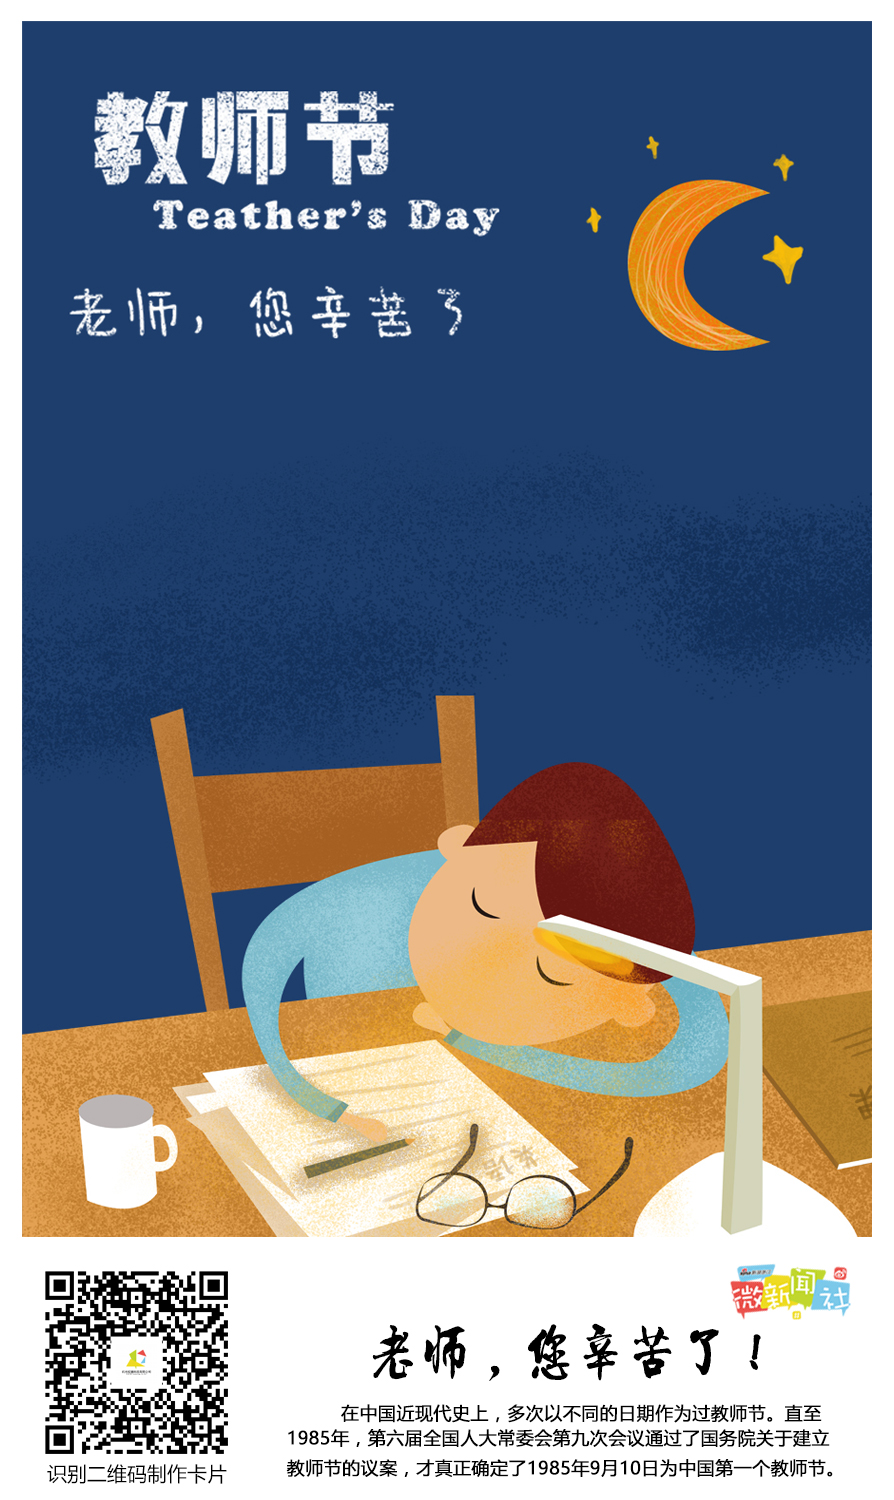 教师节
Teather's Day
老师，您辛苦了
英语
课
微新闻社
老师，您辛苦了！
在中国近现代史上，多次以不同的日期作为过教师节。直至
1985年，第六届全国人大常委会第九次会议通过了国务院关于建立
教师节的议案，才真正确定了1985年9月10日为中国第一个教师节。
识别二维码制作卡片